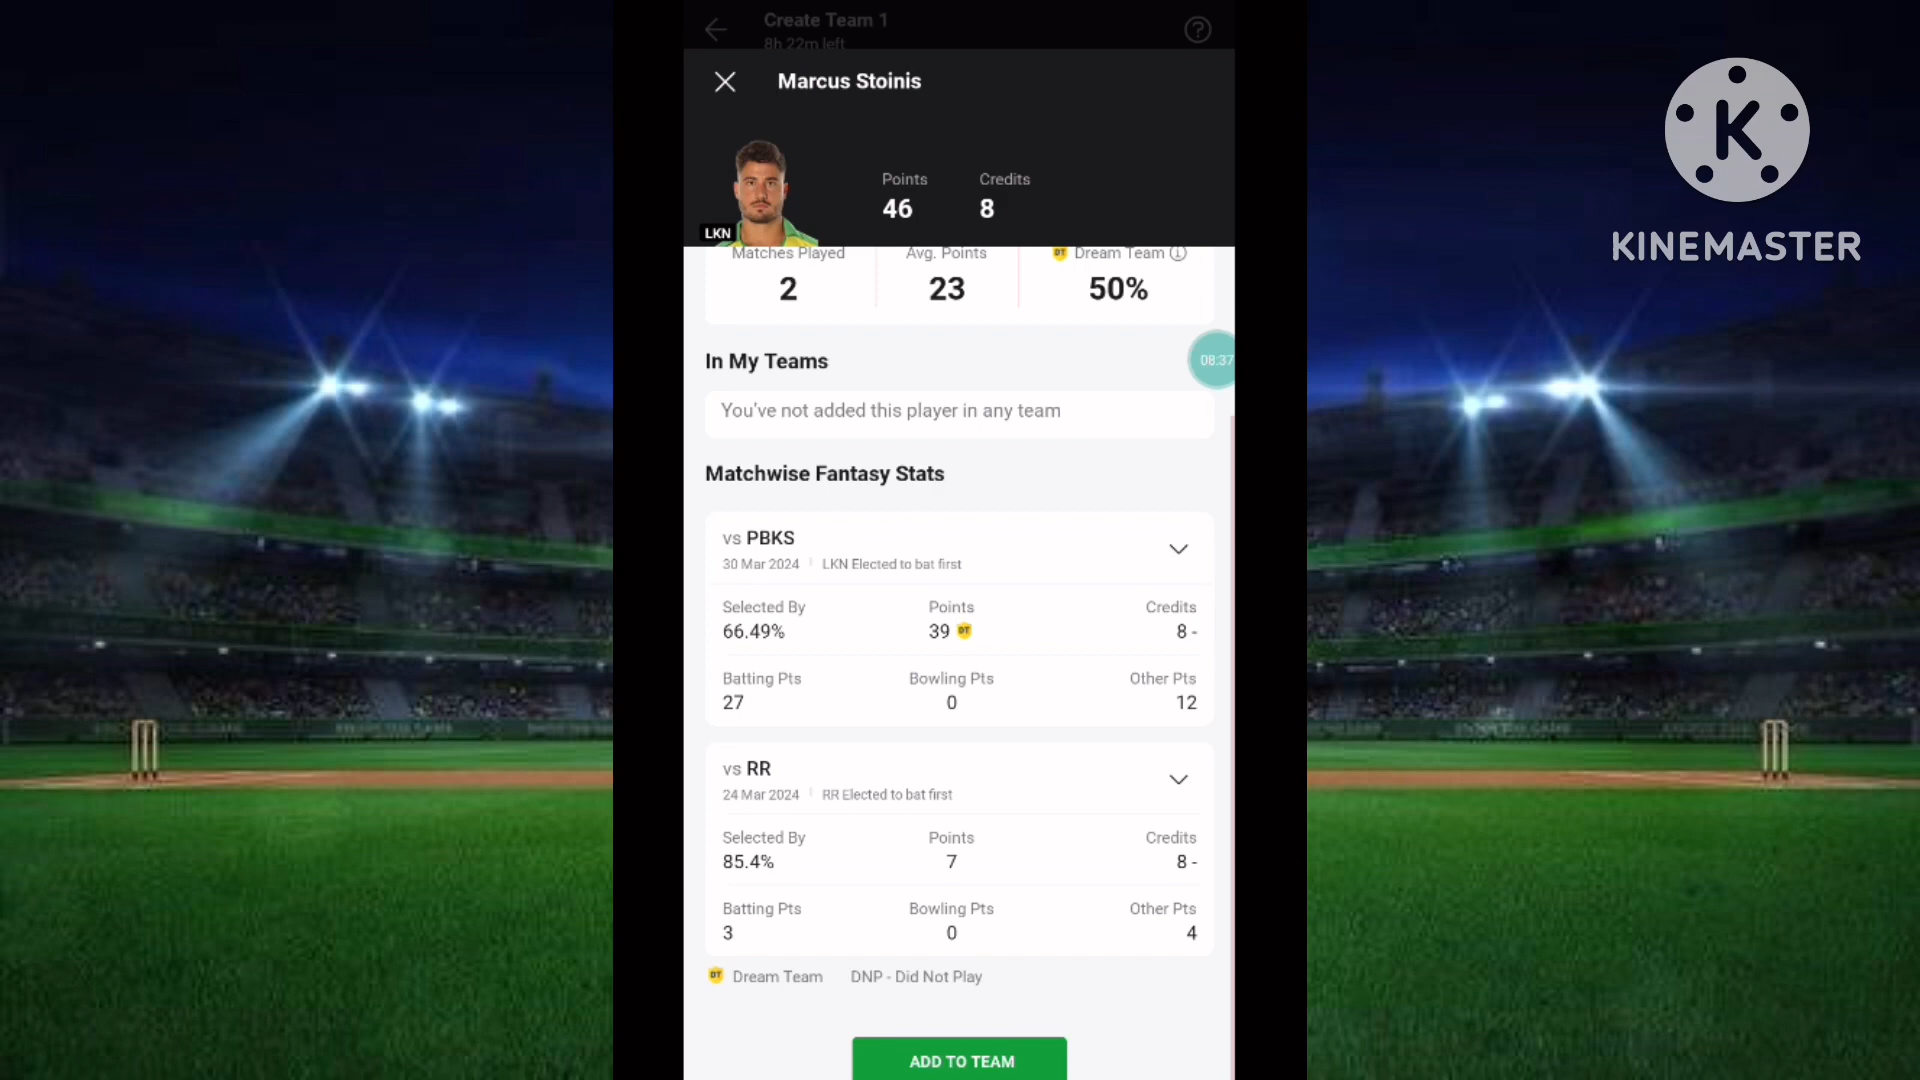 Create Team 1
8h 22m left
Marcus Stoinis
Points Credits
46 8
LKN
Matches Played Avg. Points DT Dream Team
2 23 50%
In My Teams
08:37
You've not added this player in any team
Matchwise Fantasy Stats
vs PBKS
30 Mar 2024 LKN Elected to bat first
Selected By Points Credits
66.49% 39 DT 8 -
Batting Pts Bowling Pts Other Pts
27 0 12
vs RR
24 Mar 2024 RR Elected to bat first
Selected By Points Credits
85.4% 7 8 -
Batting Pts Bowling Pts Other Pts
3 0 4
DT Dream Team DNP - Did Not Play
ADD TO TEAM
K
KINEMASTER